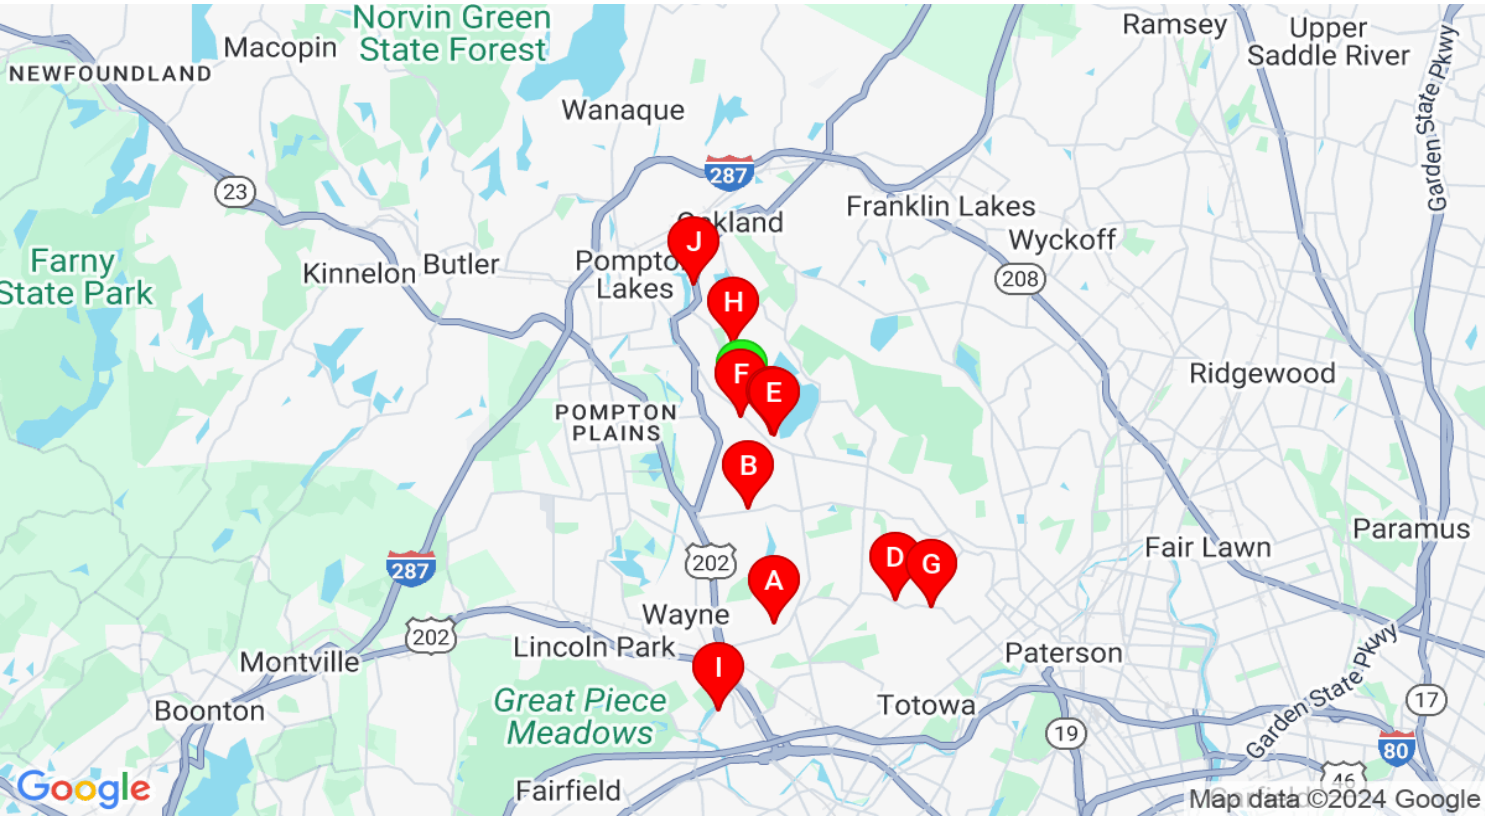 Norvin Green
State Forest
Ramsey
Upper
Saddle River
Macopin
NEWFOUNDLAND
Wanaque
Garden State Pkwy
287
23
Oakland
Franklin Lakes
Wyckoff
J
Farny
State Park
Kinnelon
Butler
Pompton
Lakes
208
H
F
E
Ridgewood
POMPTON
PLAINS
B
Paramus
Fair Lawn
287
202
D
G
A
Wayne
202
Lincoln Park
Montville
Paterson
I
Garden State Pkwy
Great Piece
Meadows
Boonton
Totowa
17
19
80
Fairfield
46
Google
Garfield
Map data ©2024 Google